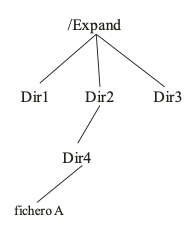 /Expand
Dir1 Dir2 Dir3
Dir4
fichero A